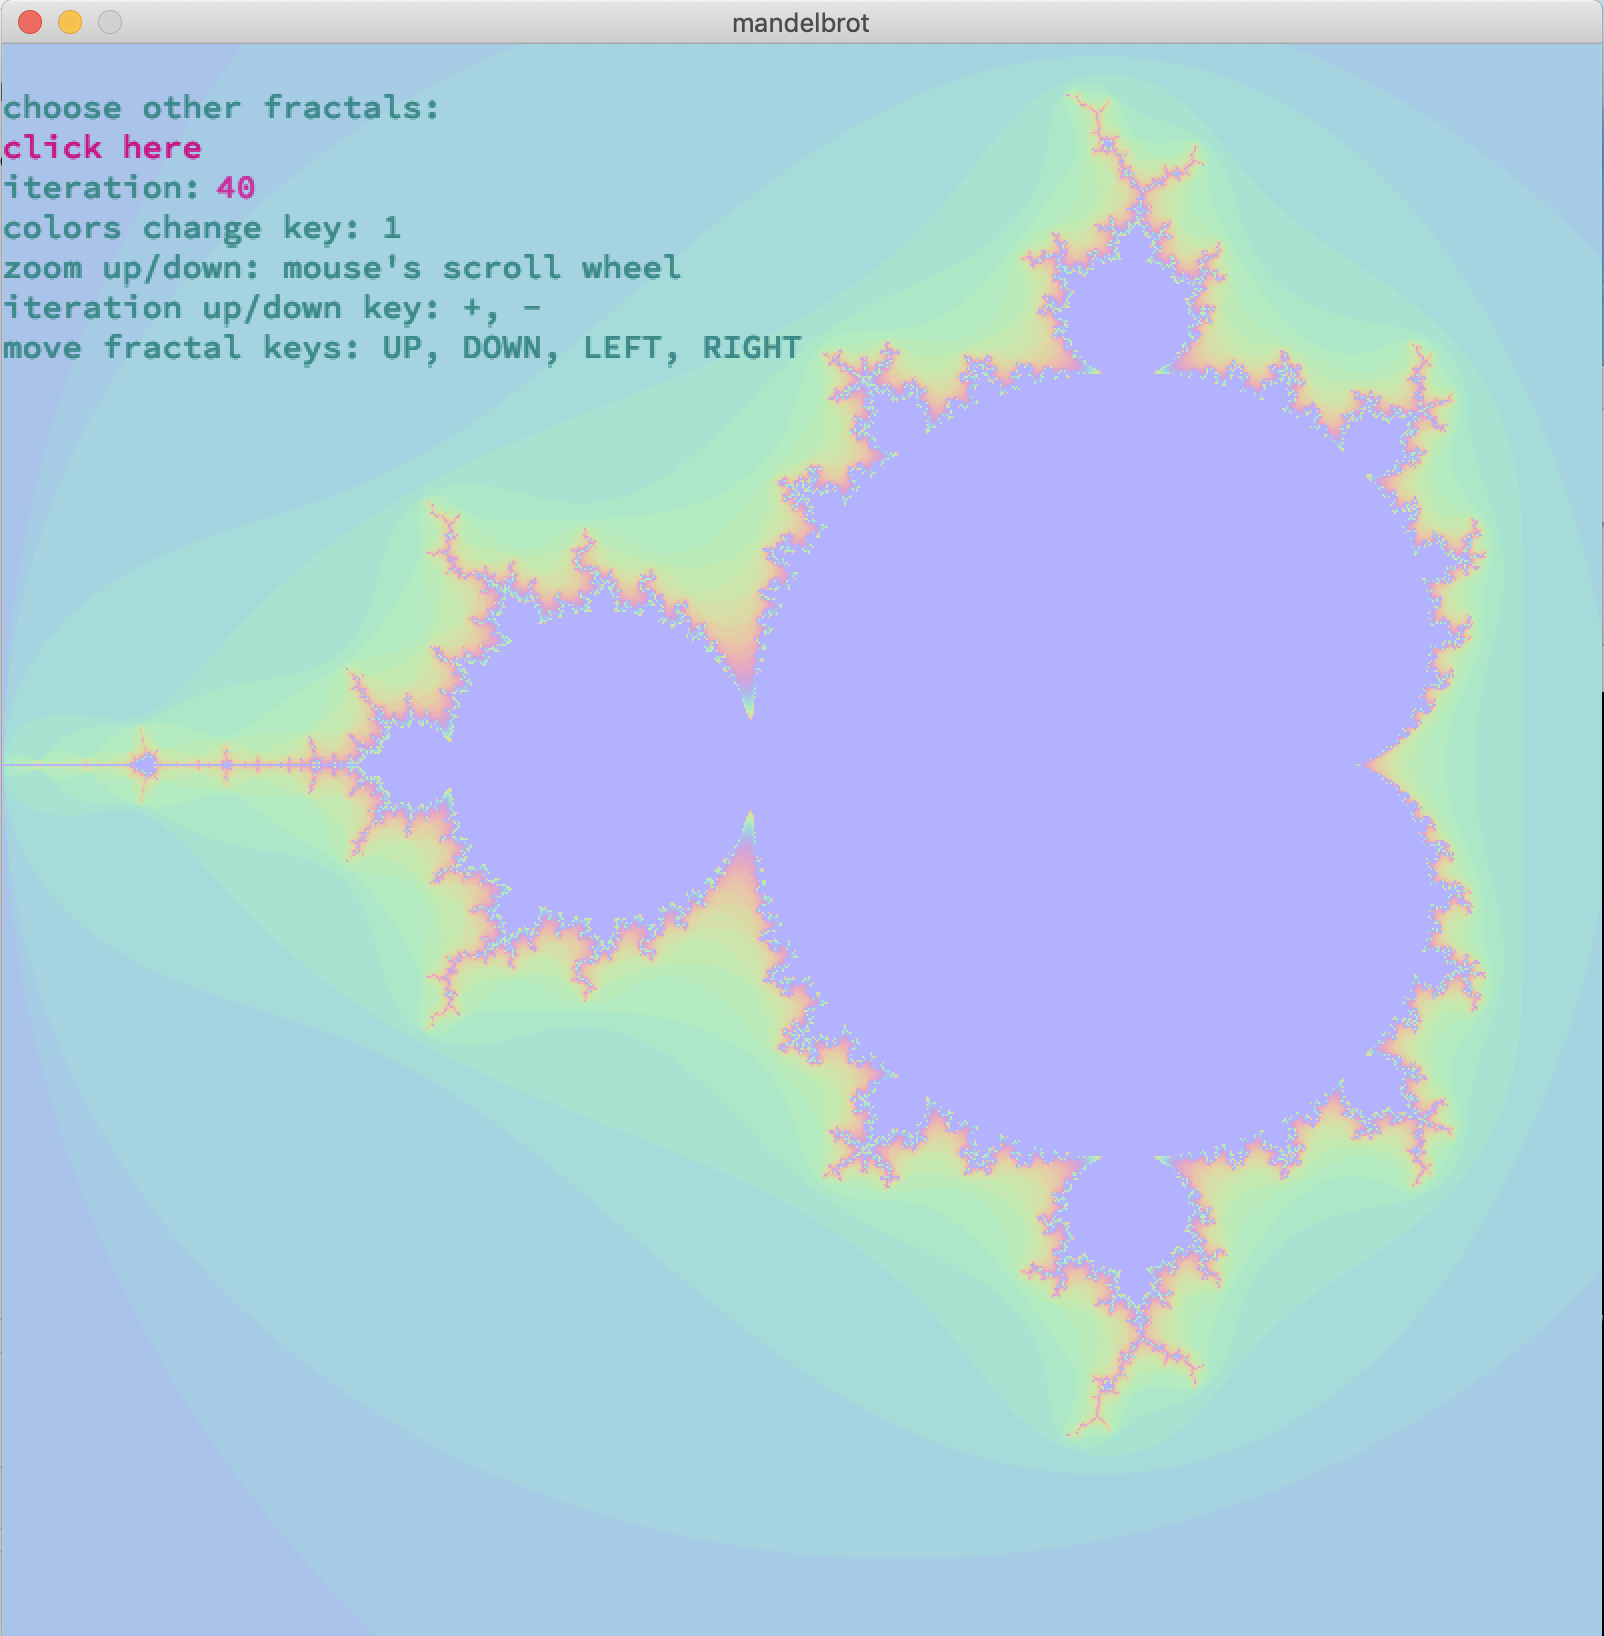 mandelbrot
choose other fractals:
click here
iteration: 40
colors change key: 1
zoom up/down: mouse's scroll wheel
iteration up/down key: +, -
move fractal keys: UP, DOWN, LEFT, RIGHT